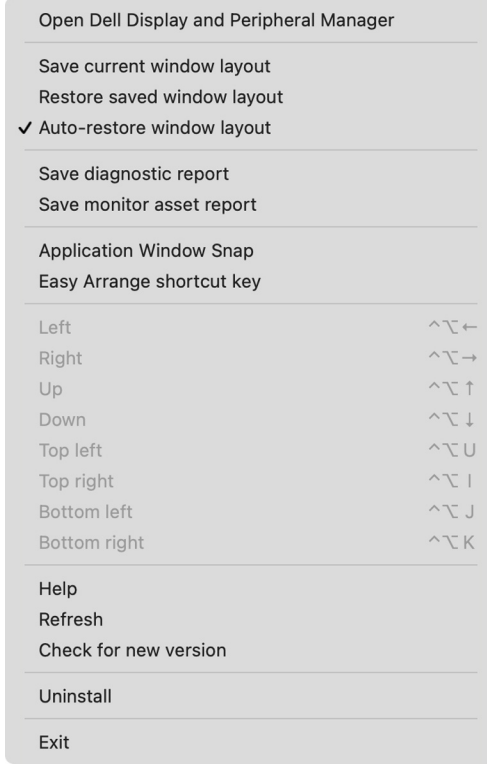 Open Dell Display and Peripheral Manager
Save current window layout
Restore saved window layout
✓ Auto-restore window layout
Save diagnostic report
Save monitor asset report
Application Window Snap
Easy Arrange shortcut key
Left ^⌥←
Right ^⌥→
Up ^⌥↑
Down ^⌥↓
Top left ^⌥U
Top right ^⌥I
Bottom left ^⌥J
Bottom right ^⌥K
Help
Refresh
Check for new version
Uninstall
Exit